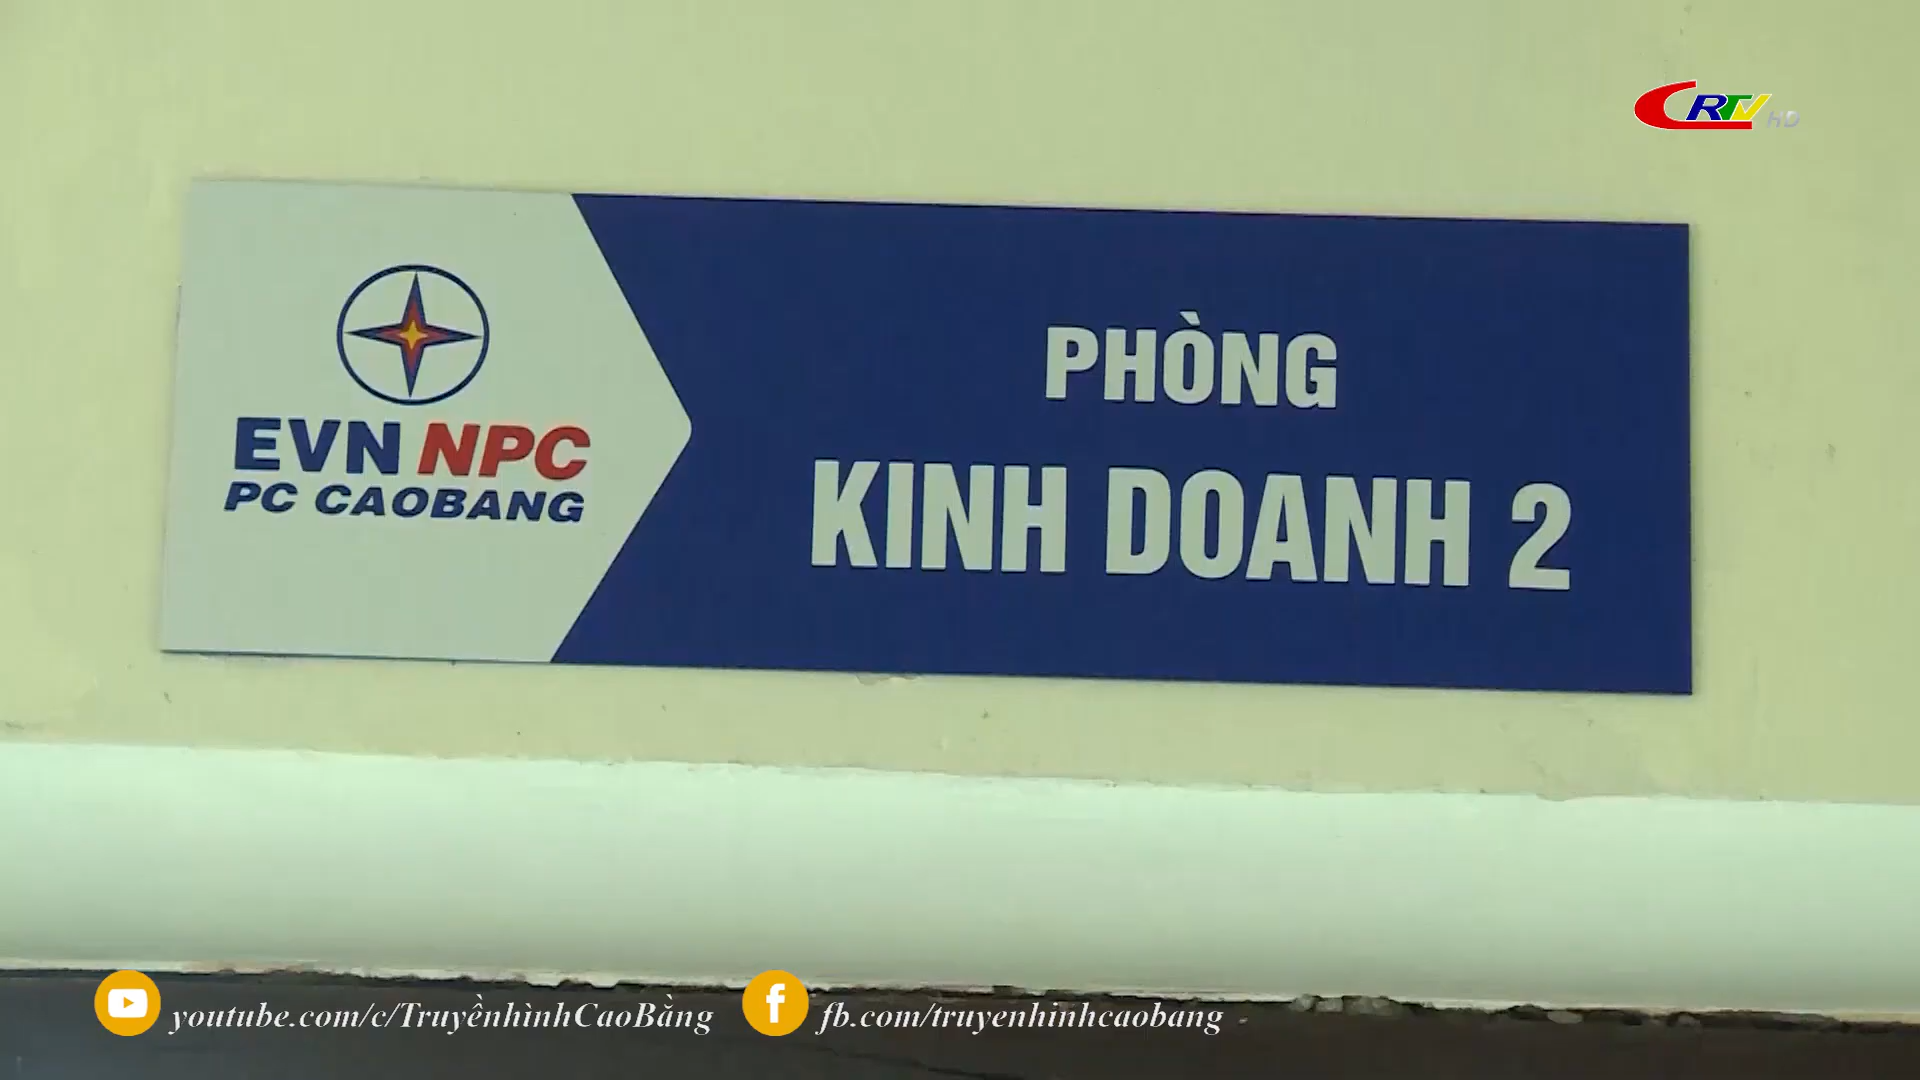 CRTV HD
EVN NPC
PC CAOBANG
PHÒNG
KINH DOANH 2
youtube.com/c/TruyềnhìnhCaoBằng
fb.com/truyenhinhcaobang